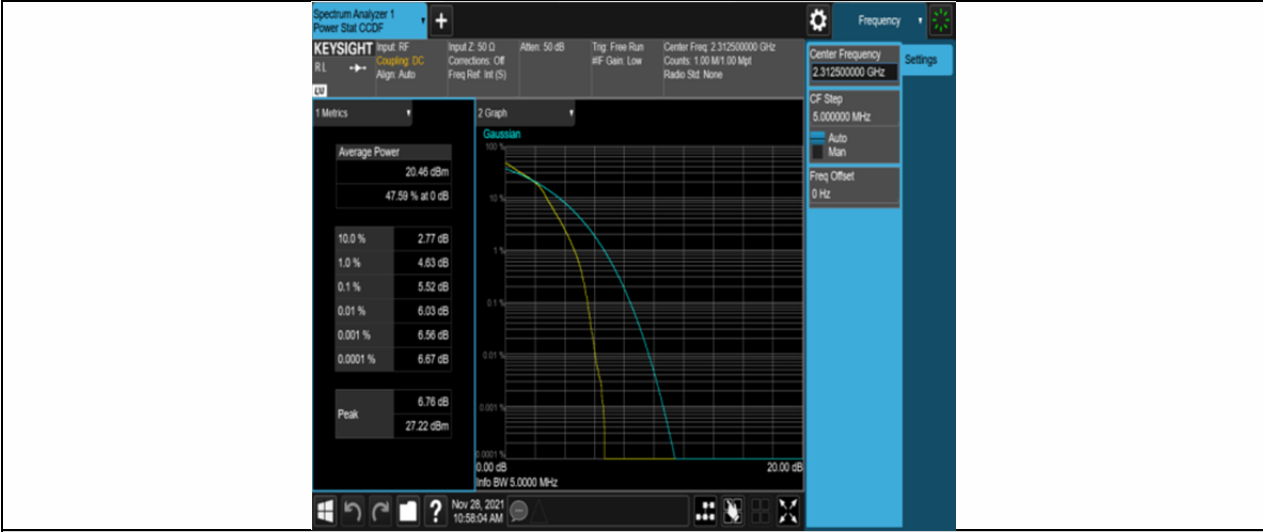 Spectrum Analyzer 1
Power Stat CCDF
+
Frequency
KEYSIGHT
RL
LV
Input: RF
Coupling: DC
Align: Auto
Input Z: 50 Ω
Corrections: Off
Freq Ref: Int (S)
Atten: 50 dB
Trig: Free Run
#IF Gain: Low
Center Freq: 2.312500000 GHz
Counts: 1.00 M/1.00 Mpt
Radio Std: None
Center Frequency
2.312500000 GHz
Settings
CF Step
5.000000 MHz
Auto
Man
Freq Offset
0 Hz
1 Metrics
Average Power
20.46 dBm
47.59 % at 0 dB
10.0 % 2.77 dB
1.0 % 4.63 dB
0.1 % 5.52 dB
0.01 % 6.03 dB
0.001 % 6.56 dB
0.0001 % 6.67 dB
Peak
6.76 dB
27.22 dBm
2 Graph
Gaussian
100 %
10 %
1 %
0.1 %
0.01 %
0.001 %
0.0001 %
0.00 dB 20.00 dB
Info BW 5.0000 MHz
?
Nov 28, 2021
10:58:04 AM